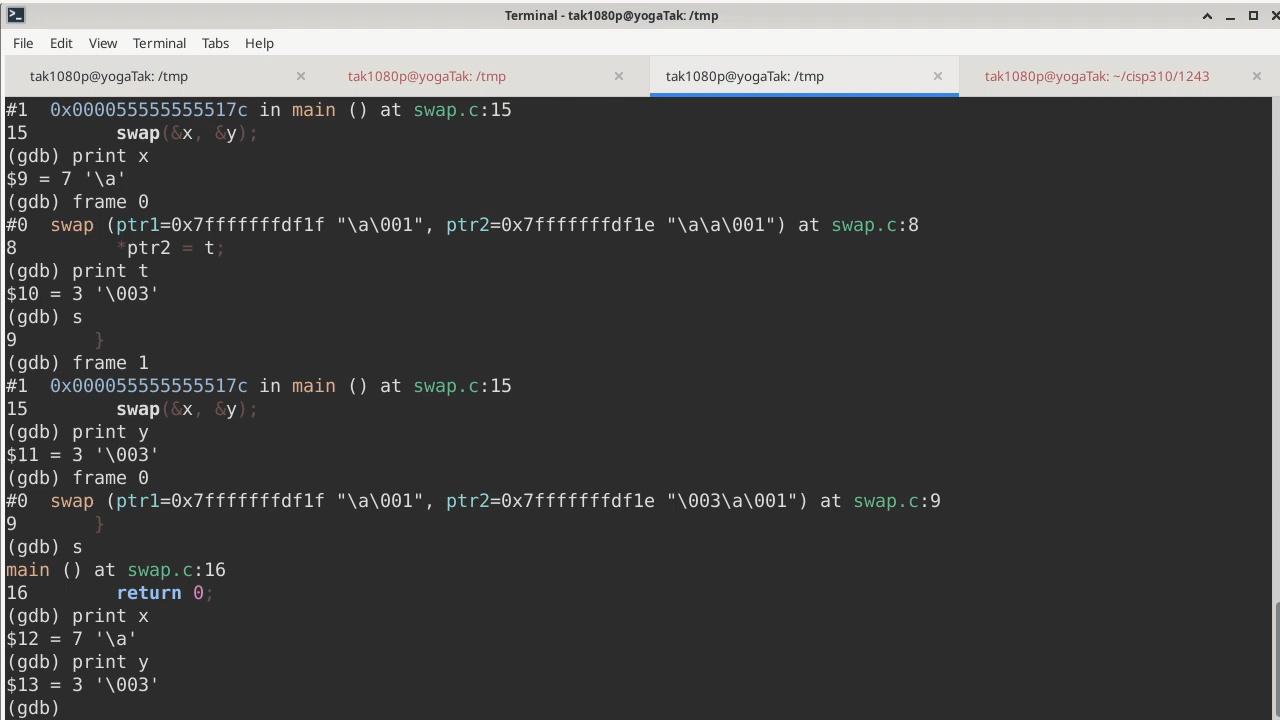 Terminal - tak1080p@yogaTak: /tmp
File Edit View Terminal Tabs Help
tak1080p@yogaTak: /tmp tak1080p@yogaTak: /tmp tak1080p@yogaTak: /tmp tak1080p@yogaTak: ~/cisp310/1243
#1  0x000055555555517c in main () at swap.c:15
15        swap(&x, &y);
(gdb) print x
$9 = 7 '\a'
(gdb) frame 0
#0  swap (ptr1=0x7fffffffdf1f "\a\001", ptr2=0x7fffffffdf1e "\a\a\001") at swap.c:8
8         *ptr2 = t;
(gdb) print t
$10 = 3 '\003'
(gdb) s
9       }
(gdb) frame 1
#1  0x000055555555517c in main () at swap.c:15
15        swap(&x, &y);
(gdb) print y
$11 = 3 '\003'
(gdb) frame 0
#0  swap (ptr1=0x7fffffffdf1f "\a\001", ptr2=0x7fffffffdf1e "\003\a\001") at swap.c:9
9       }
(gdb) s
main () at swap.c:16
16        return 0;
(gdb) print x
$12 = 7 '\a'
(gdb) print y
$13 = 3 '\003'
(gdb)